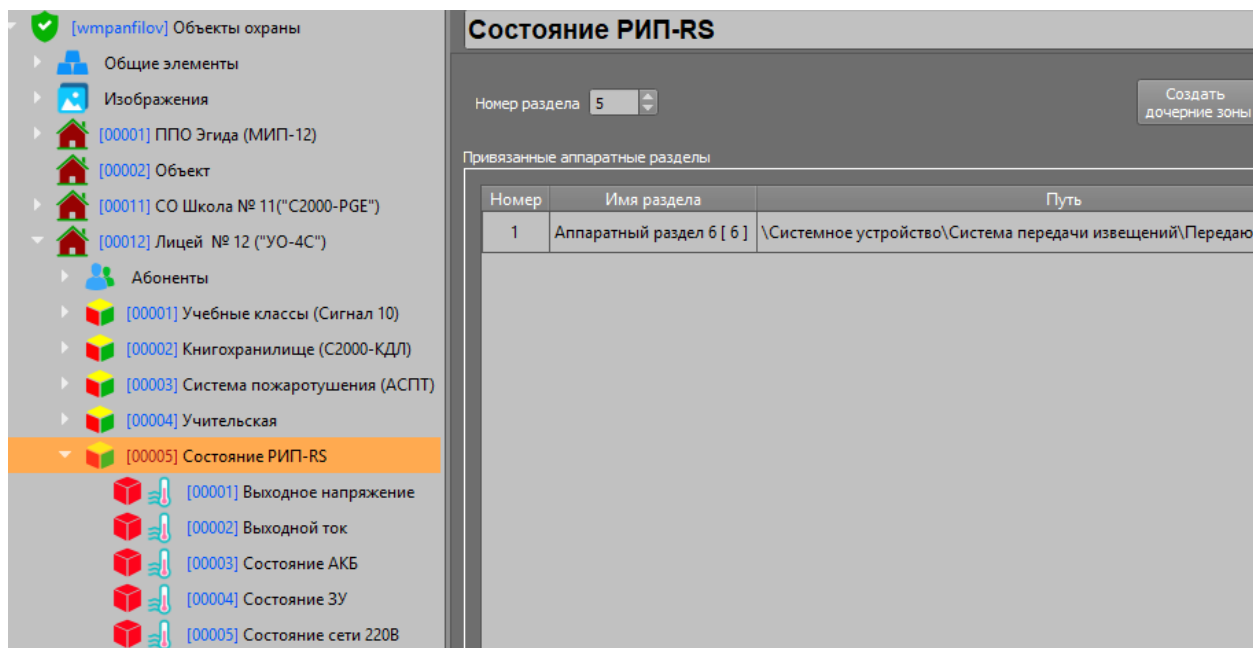 [wmpanfilov] Объекты охраны
Общие элементы
Изображения
[00001] ППО Эгида (МИП-12)
[00002] Объект
[00011] СО Школа № 11("С2000-PGE")
[00012] Лицей № 12 ("УО-4С")
Абоненты
[00001] Учебные классы (Сигнал 10)
[00002] Книгохранилище (С2000-КДЛ)
[00003] Система пожаротушения (АСПТ)
[00004] Учительская
[00005] Состояние РИП-RS
[00001] Выходное напряжение
[00002] Выходной ток
[00003] Состояние АКБ
[00004] Состояние ЗУ
[00005] Состояние сети 220В
Состояние РИП-RS
Номер раздела 5
Создать
дочерние зоны
Привязанные аппаратные разделы
Номер Имя раздела Путь
1 Аппаратный раздел 6 [ 6 ] \Системное устройство\Система передачи извещений\Передаю